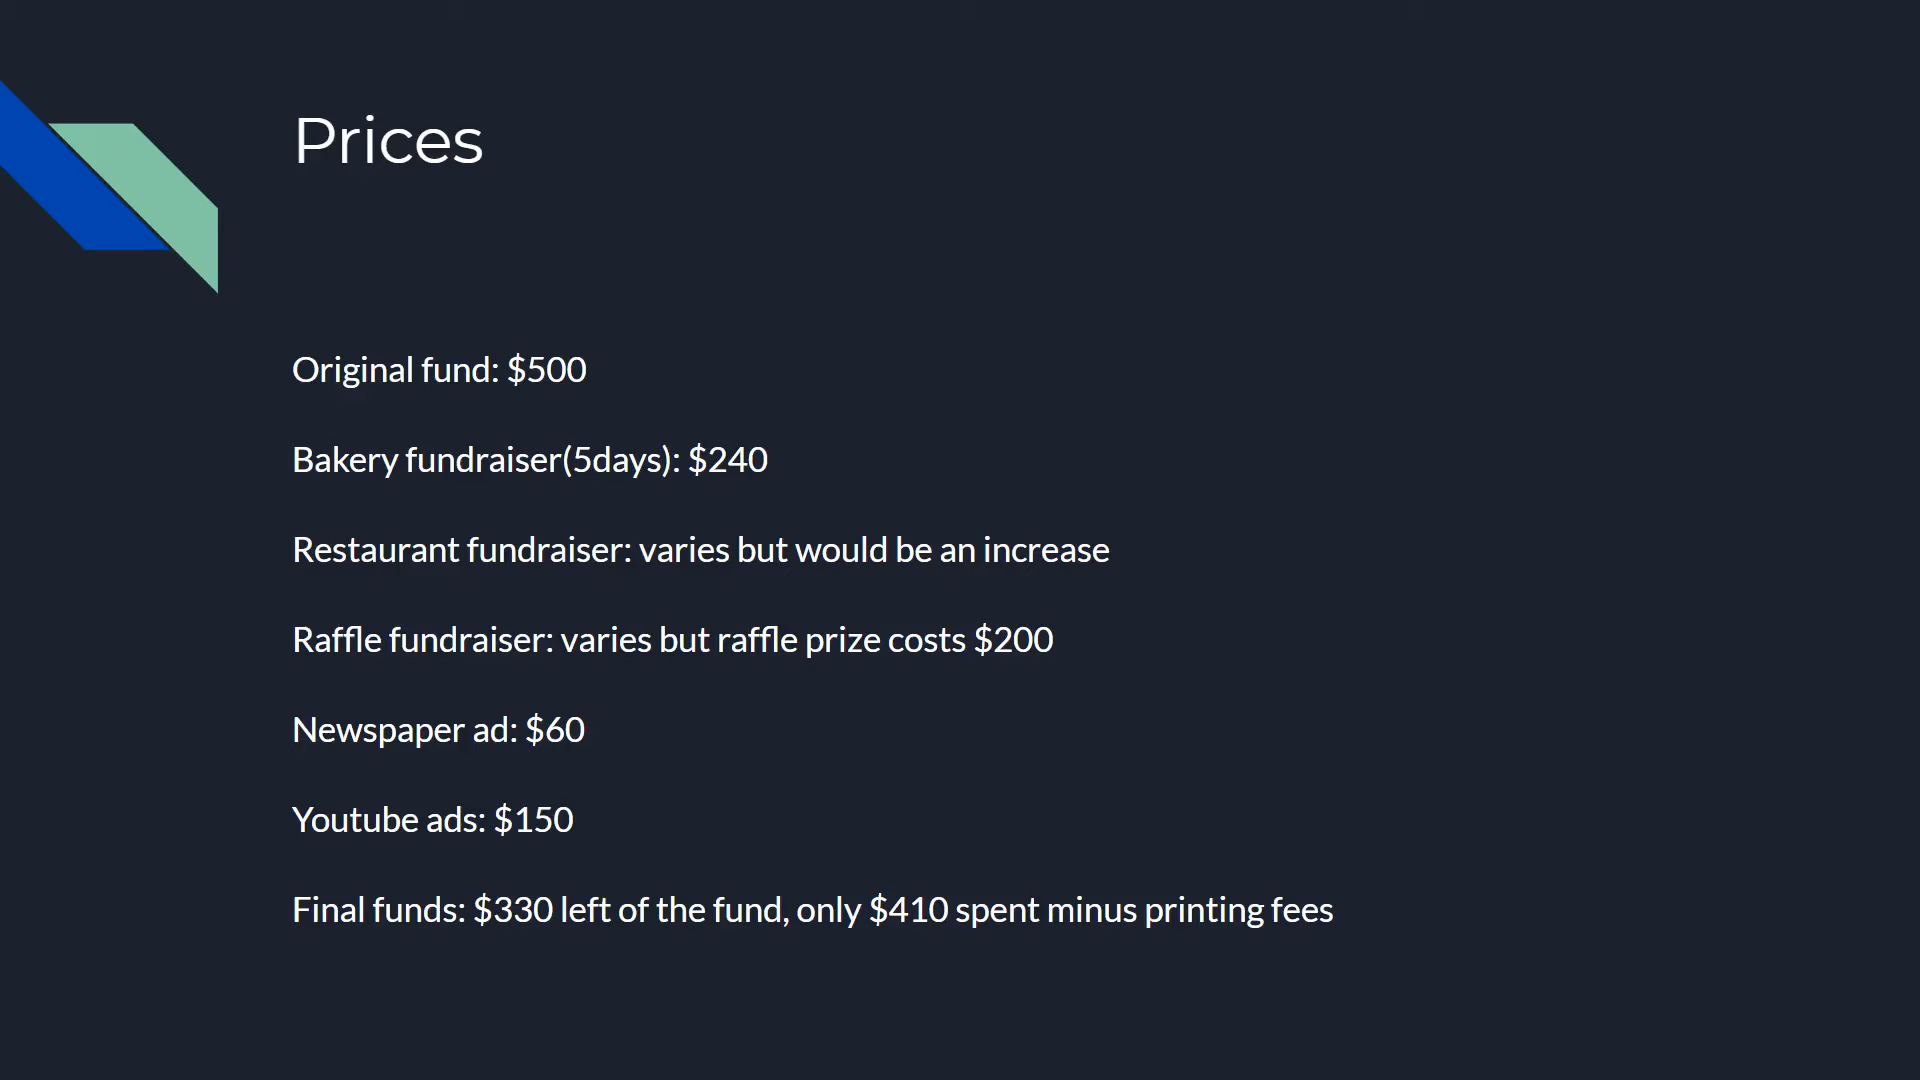 Prices
Original fund: $500
Bakery fundraiser(5days): $240
Restaurant fundraiser: varies but would be an increase
Raffle fundraiser: varies but raffle prize costs $200
Newspaper ad: $60
Youtube ads: $150
Final funds: $330 left of the fund, only $410 spent minus printing fees